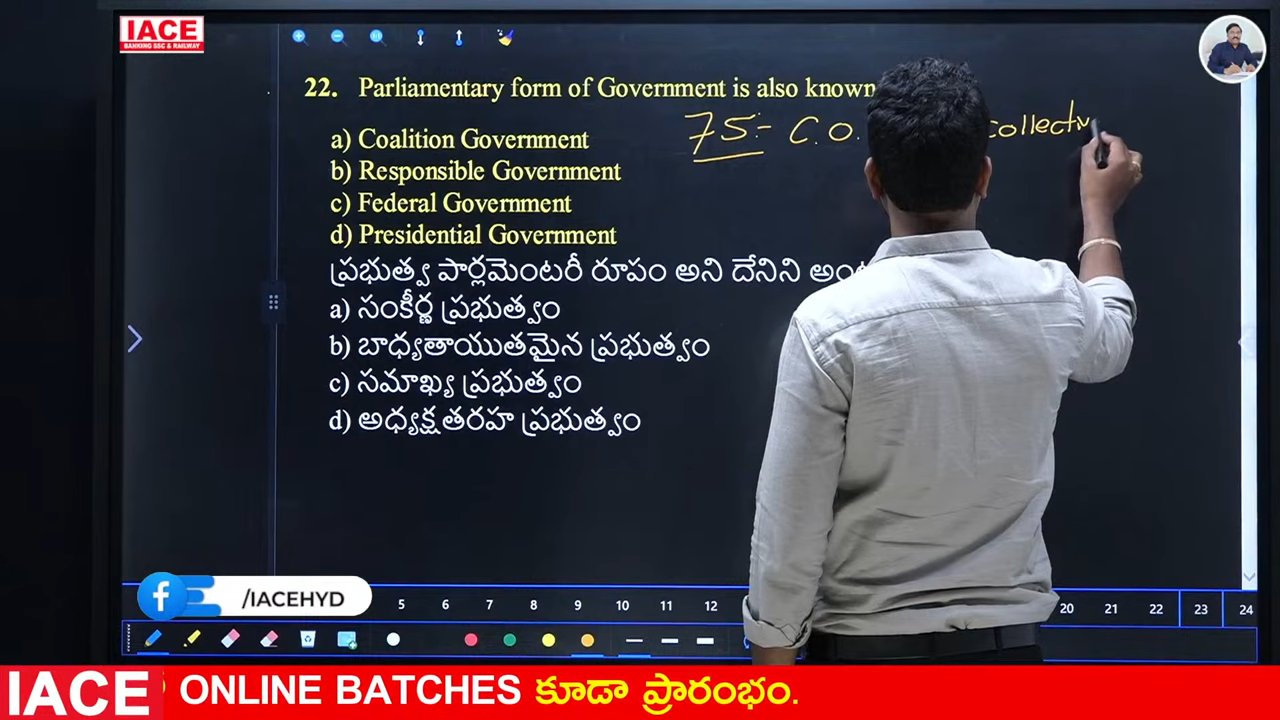 IACE
BANKING SSC & RAILWAY
22. Parliamentary form of Government is also known
75:- C.O. collectiv
a) Coalition Government
b) Responsible Government
c) Federal Government
d) Presidential Government
ప్రభుత్వ పార్లమెంటరీ రూపం అని దేనిని
a) సంకీర్ణ ప్రభుత్వం
b) బాధ్యతాయుతమైన ప్రభుత్వం
c) సమాఖ్య ప్రభుత్వం
d) అధ్యక్షతరహ ప్రభుత్వం
f /IACEHYD
5 6 7 8 9 10 11 12 20 21 22 23 24
IACE ONLINE BATCHES కూడా ప్రారంభం.